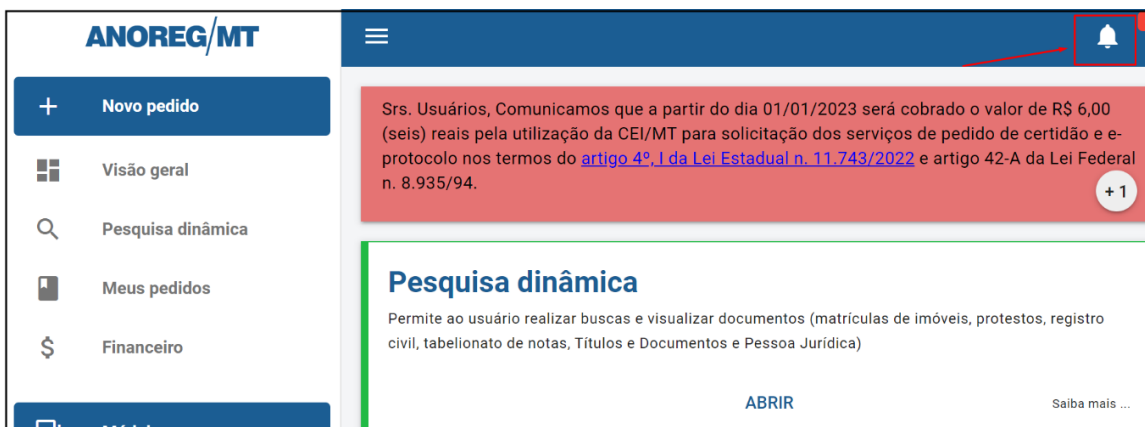 ANOREG/MT
Novo pedido
Visão geral
Pesquisa dinâmica
Meus pedidos
Financeiro
Srs. Usuários, Comunicamos que a partir do dia 01/01/2023 será cobrado o valor de R$ 6,00
(seis) reais pela utilização da CEI/MT para solicitação dos serviços de pedido de certidão e e-
protocolo nos termos do artigo 4º, I da Lei Estadual n. 11.743/2022 e artigo 42-A da Lei Federal
n. 8.935/94.
+ 1
Pesquisa dinâmica
Permite ao usuário realizar buscas e visualizar documentos (matrículas de imóveis, protestos, registro
civil, tabelionato de notas, Títulos e Documentos e Pessoa Jurídica)
ABRIR
Saiba mais ...